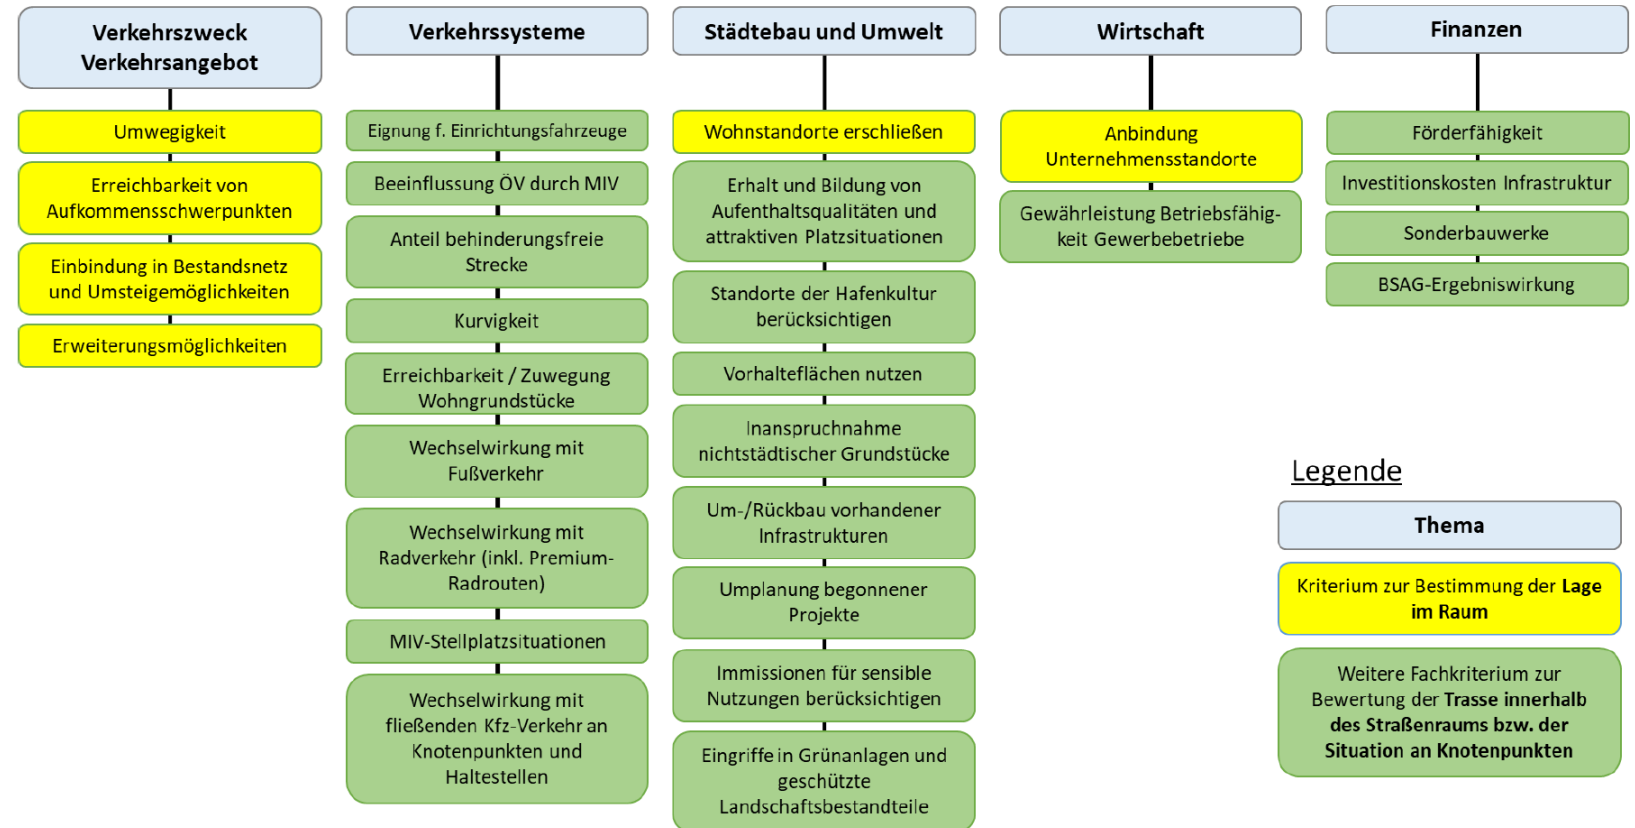 Verkehrszweck
Verkehrsangebot
Umwegigkeit
Erreichbarkeit von
Aufkommensschwerpunkten
Einbindung in Bestandsnetz
und Umsteigemöglichkeiten
Erweiterungsmöglichkeiten
Verkehrssysteme
Eignung f. Einrichtungsfahrzeuge
Beeinflussung ÖV durch MIV
Anteil behinderungsfreie
Strecke
Kurvigkeit
Erreichbarkeit / Zuwegung
Wohngrundstücke
Wechselwirkung mit
Fußverkehr
Wechselwirkung mit
Radverkehr (inkl. Premium-
Radrouten)
MIV-Stellplatzsituationen
Wechselwirkung mit
fließenden Kfz-Verkehr an
Knotenpunkten und
Haltestellen
Städtebau und Umwelt
Wohnstandorte erschließen
Erhalt und Bildung von
Aufenthaltsqualitäten und
attraktiven Platzsituationen
Standorte der Hafenkultur
berücksichtigen
Vorhalteflächen nutzen
Inanspruchnahme
nichtstädtischer Grundstücke
Um-/Rückbau vorhandener
Infrastrukturen
Umplanung begonnener
Projekte
Immissionen für sensible
Nutzungen berücksichtigen
Eingriffe in Grünanlagen und
geschützte
Landschaftsbestandteile
Wirtschaft
Anbindung
Unternehmensstandorte
Gewährleistung Betriebsfähig-
keit Gewerbebetriebe
Finanzen
Förderfähigkeit
Investitionskosten Infrastruktur
Sonderbauwerke
BSAG-Ergebniswirkung
Legende
Thema
Kriterium zur Bestimmung der Lage
im Raum
Weitere Fachkriterium zur
Bewertung der Trasse innerhalb
des Straßenraums bzw. der
Situation an Knotenpunkten